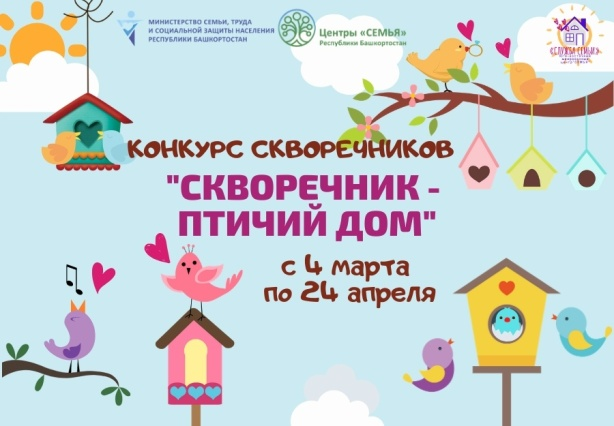 МИНИСТЕРСТВО СЕМЬИ, ТРУДА
И СОЦИАЛЬНОЙ ЗАЩИТЫ НАСЕЛЕНИЯ
РЕСПУБЛИКИ БАШКОРТОСТАН
Центры «СЕМЬЯ»
Республики Башкортостан
КОНКУРС СКВОРЕЧНИКОВ
"СКВОРЕЧНИК -
ПТИЧИЙ ДОМ"
с 4 марта
по 24 апреля